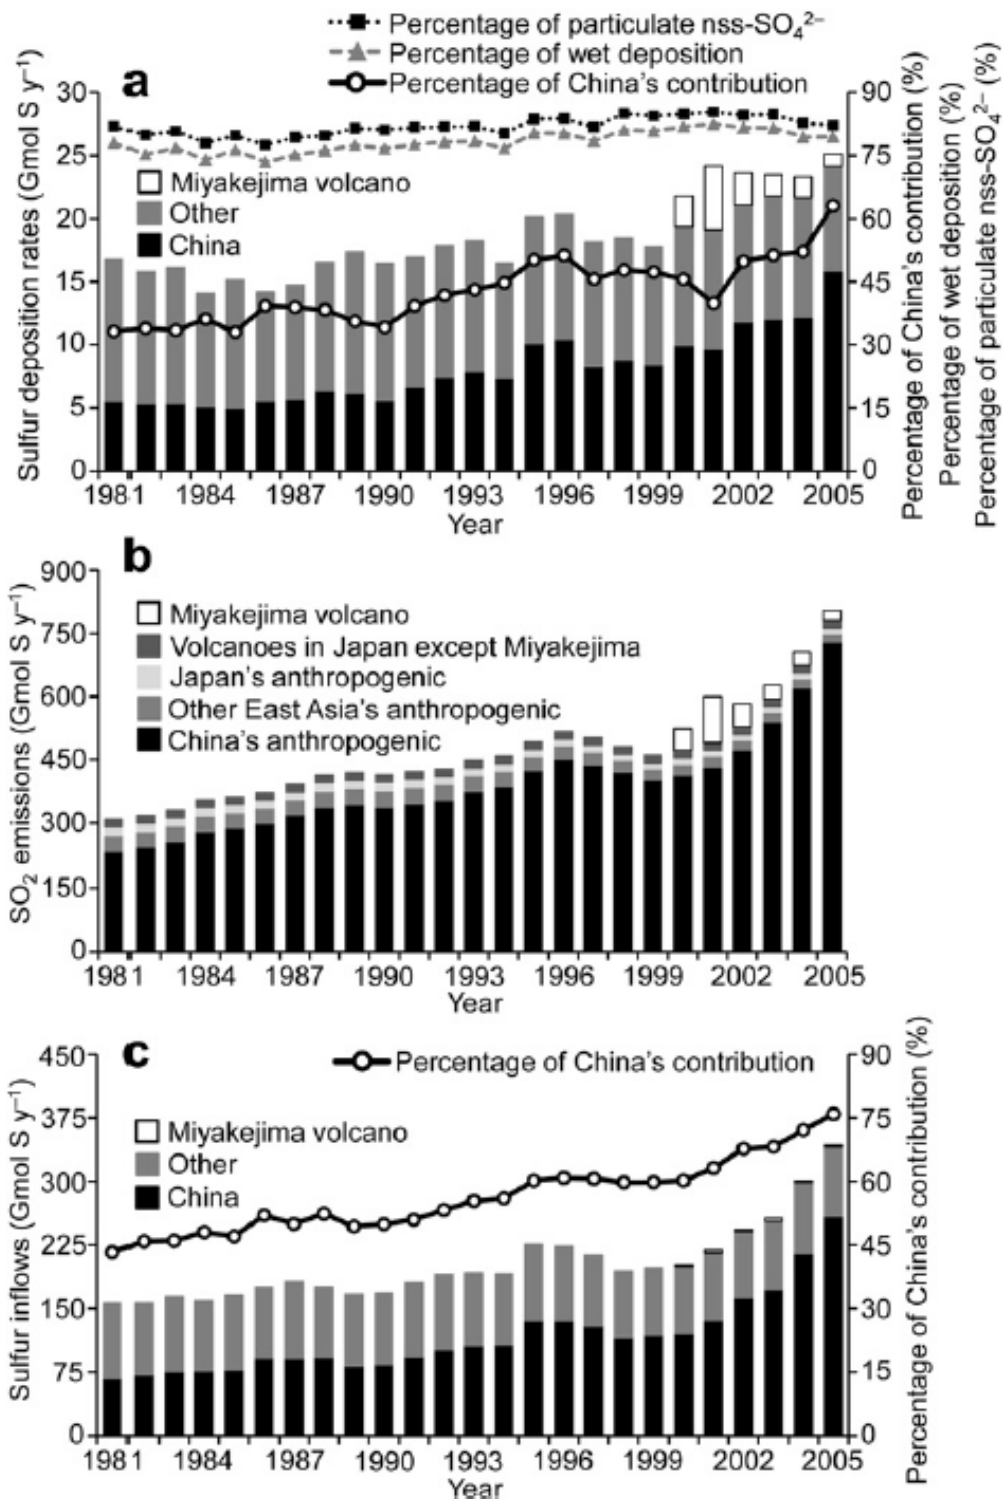 Percentage of particulate nss-SO₄²⁻
Percentage of wet deposition
Percentage of China's contribution
a
Sulfur deposition rates (Gmol S y⁻¹)
30
25
20
15
10
5
0
Miyakejima volcano
Other
China
90
75
60
45
30
15
0
Percentage of China's contribution (%)
Percentage of wet deposition (%)
Percentage of particulate nss-SO₄²⁻ (%)
1981 1984 1987 1990 1993 1996 1999 2002 2005
Year
b
SO₂ emissions (Gmol S y⁻¹)
900
750
600
450
300
150
0
Miyakejima volcano
Volcanoes in Japan except Miyakejima
Japan's anthropogenic
Other East Asia's anthropogenic
China's anthropogenic
1981 1984 1987 1990 1993 1996 1999 2002 2005
Year
c
Sulfur inflows (Gmol S y⁻¹)
450
375
300
225
150
75
0
Percentage of China's contribution
Miyakejima volcano
Other
China
90
75
60
45
30
15
0
Percentage of China's contribution (%)
1981 1984 1987 1990 1993 1996 1999 2002 2005
Year